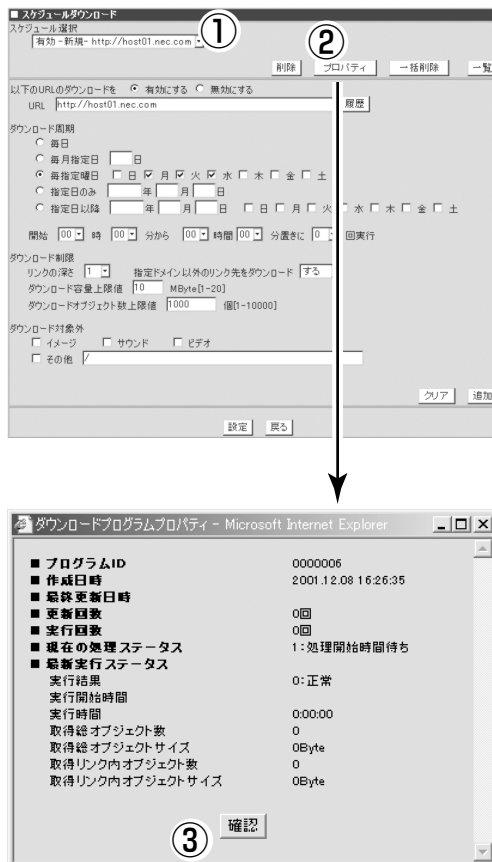 ■ スケジュールダウンロード
スケジュール選択
有効 -新規- http://host01.nec.com
①
②
削除 プロパティ 一括削除 一覧
以下のURLのダウンロードを 有効にする 無効にする
URL http://host01.nec.com 履歴
ダウンロード周期
毎日
毎月指定日 日
毎指定曜日 日 月 火 水 木 金 土
指定日のみ 年 月 日
指定日以降 年 月 日 日 月 火 水 木 金 土
開始 00 時 00 分から 00 時間 00 分置きに 0 回実行
ダウンロード制限
リンクの深さ 1 指定ドメイン以外のリンク先をダウンロード する
ダウンロード容量上限値 10 MByte[1-20]
ダウンロードオブジェクト数上限値 1000 個[1-10000]
ダウンロード対象外
イメージ サウンド ビデオ
その他 /
クリア 追加
設定 戻る
ダウンロードプログラムプロパティ - Microsoft Internet Explorer
■ プログラムID 0000006
■ 作成日時 2001.12.08 16:26:35
■ 最終更新日時
■ 更新回数 0回
■ 実行回数 0回
■ 現在の処理ステータス 1:処理開始時間待ち
■ 最新実行ステータス
実行結果 0:正常
実行開始時間
実行時間 0:00:00
取得総オブジェクト数 0
取得総オブジェクトサイズ 0Byte
取得リンク内オブジェクト数 0
取得リンク内オブジェクトサイズ 0Byte
確認
③